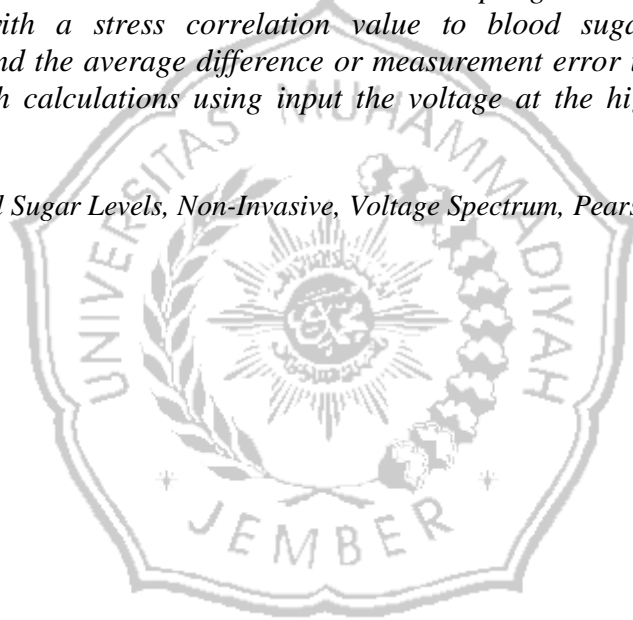 with a stress correlation value to blood suga
nd the average difference or measurement error i
h calculations using input the voltage at the hi
l Sugar Levels, Non-Invasive, Voltage Spectrum, Pears
UNIVERSITAS MUHAMMADIYAH
JEMBER